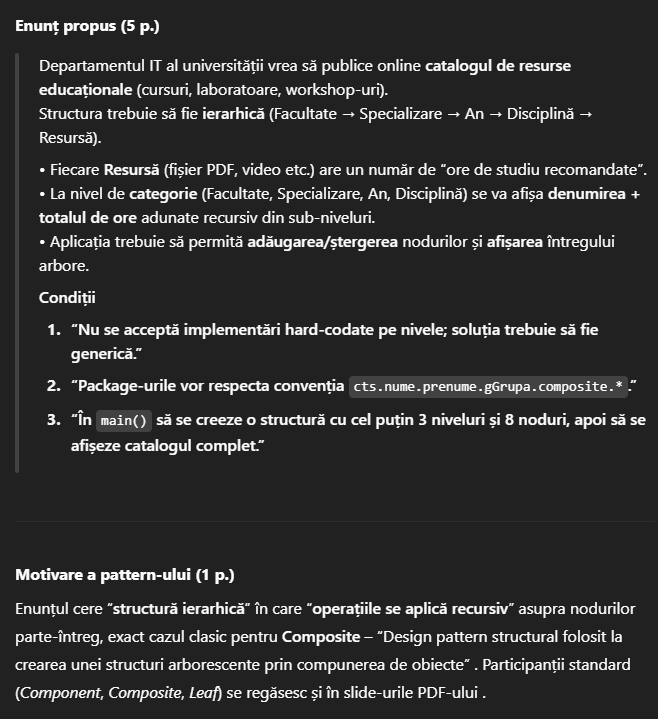 Enunț propus (5 p.)
Departamentul IT al universității vrea să publice online catalogul de resurse
educaționale (cursuri, laboratoare, workshop-uri).
Structura trebuie să fie ierarhică (Facultate → Specializare → An → Disciplină →
Resursă).
• Fiecare Resursă (fișier PDF, video etc.) are un număr de “ore de studiu recomandate”.
• La nivel de categorie (Facultate, Specializare, An, Disciplină) se va afișa denumirea +
totalul de ore adunate recursiv din sub-niveluri.
• Aplicația trebuie să permită adăugarea/ștergerea nodurilor și afișarea întregului
arbore.
Condiții
1. “Nu se acceptă implementări hard-codate pe nivele; soluția trebuie să fie
generică.”
2. “Package-urile vor respecta convenția cts.nume.prenume.gGrupa.composite.* .”
3. “În main() să se creeze o structură cu cel puțin 3 niveluri și 8 noduri, apoi să se
afișeze catalogul complet.”
Motivare a pattern-ului (1 p.)
Enunțul cere “structură ierarhică” în care “operațiile se aplică recursiv” asupra nodurilor
parte-întreg, exact cazul clasic pentru Composite – “Design pattern structural folosit la
crearea unei structuri arborescente prin compunerea de obiecte” . Participanții standard
(Component, Composite, Leaf) se regăsesc și în slide-urile PDF-ului .